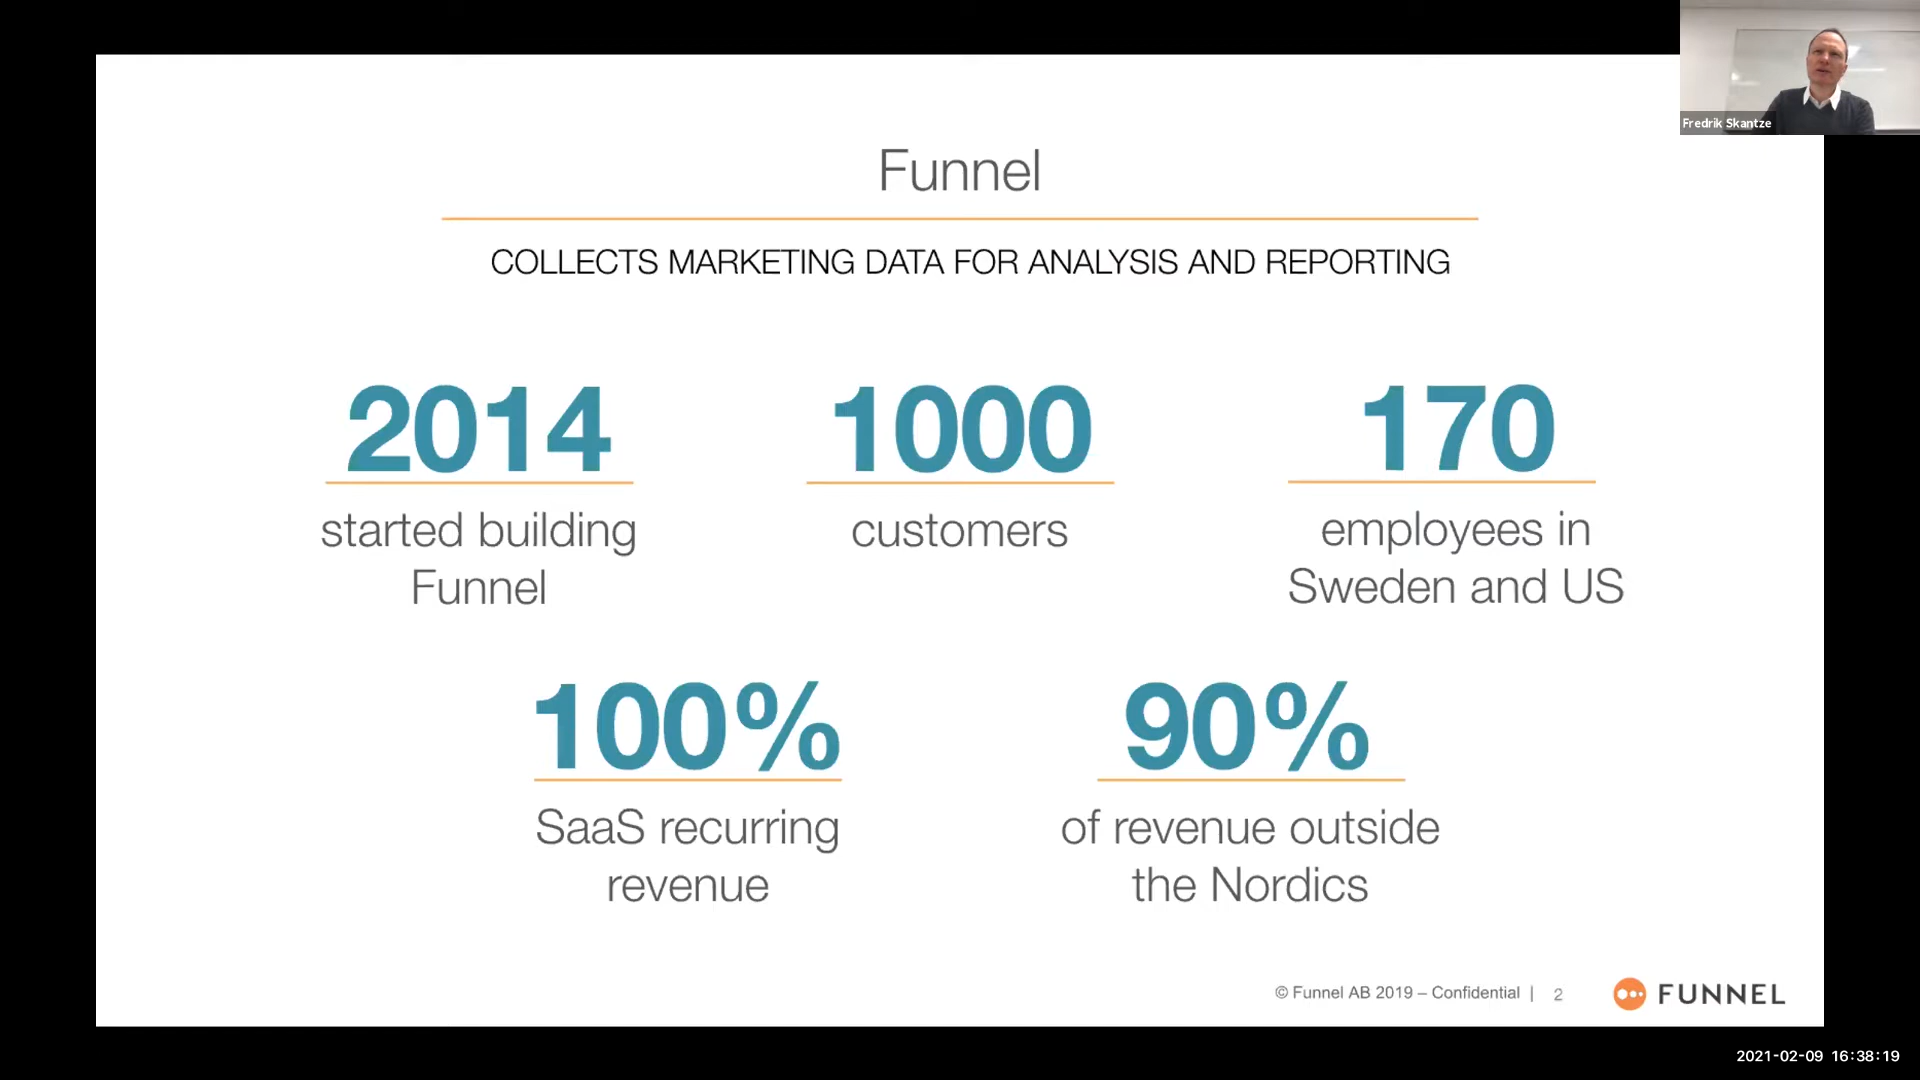 Fredrik Skantze
Funnel
COLLECTS MARKETING DATA FOR ANALYSIS AND REPORTING
2014
started building
Funnel
1000
customers
170
employees in
Sweden and US
100%
SaaS recurring
revenue
90%
of revenue outside
the Nordics
© Funnel AB 2019 – Confidential | 2
FUNNEL
2021-02-09 16:38:19